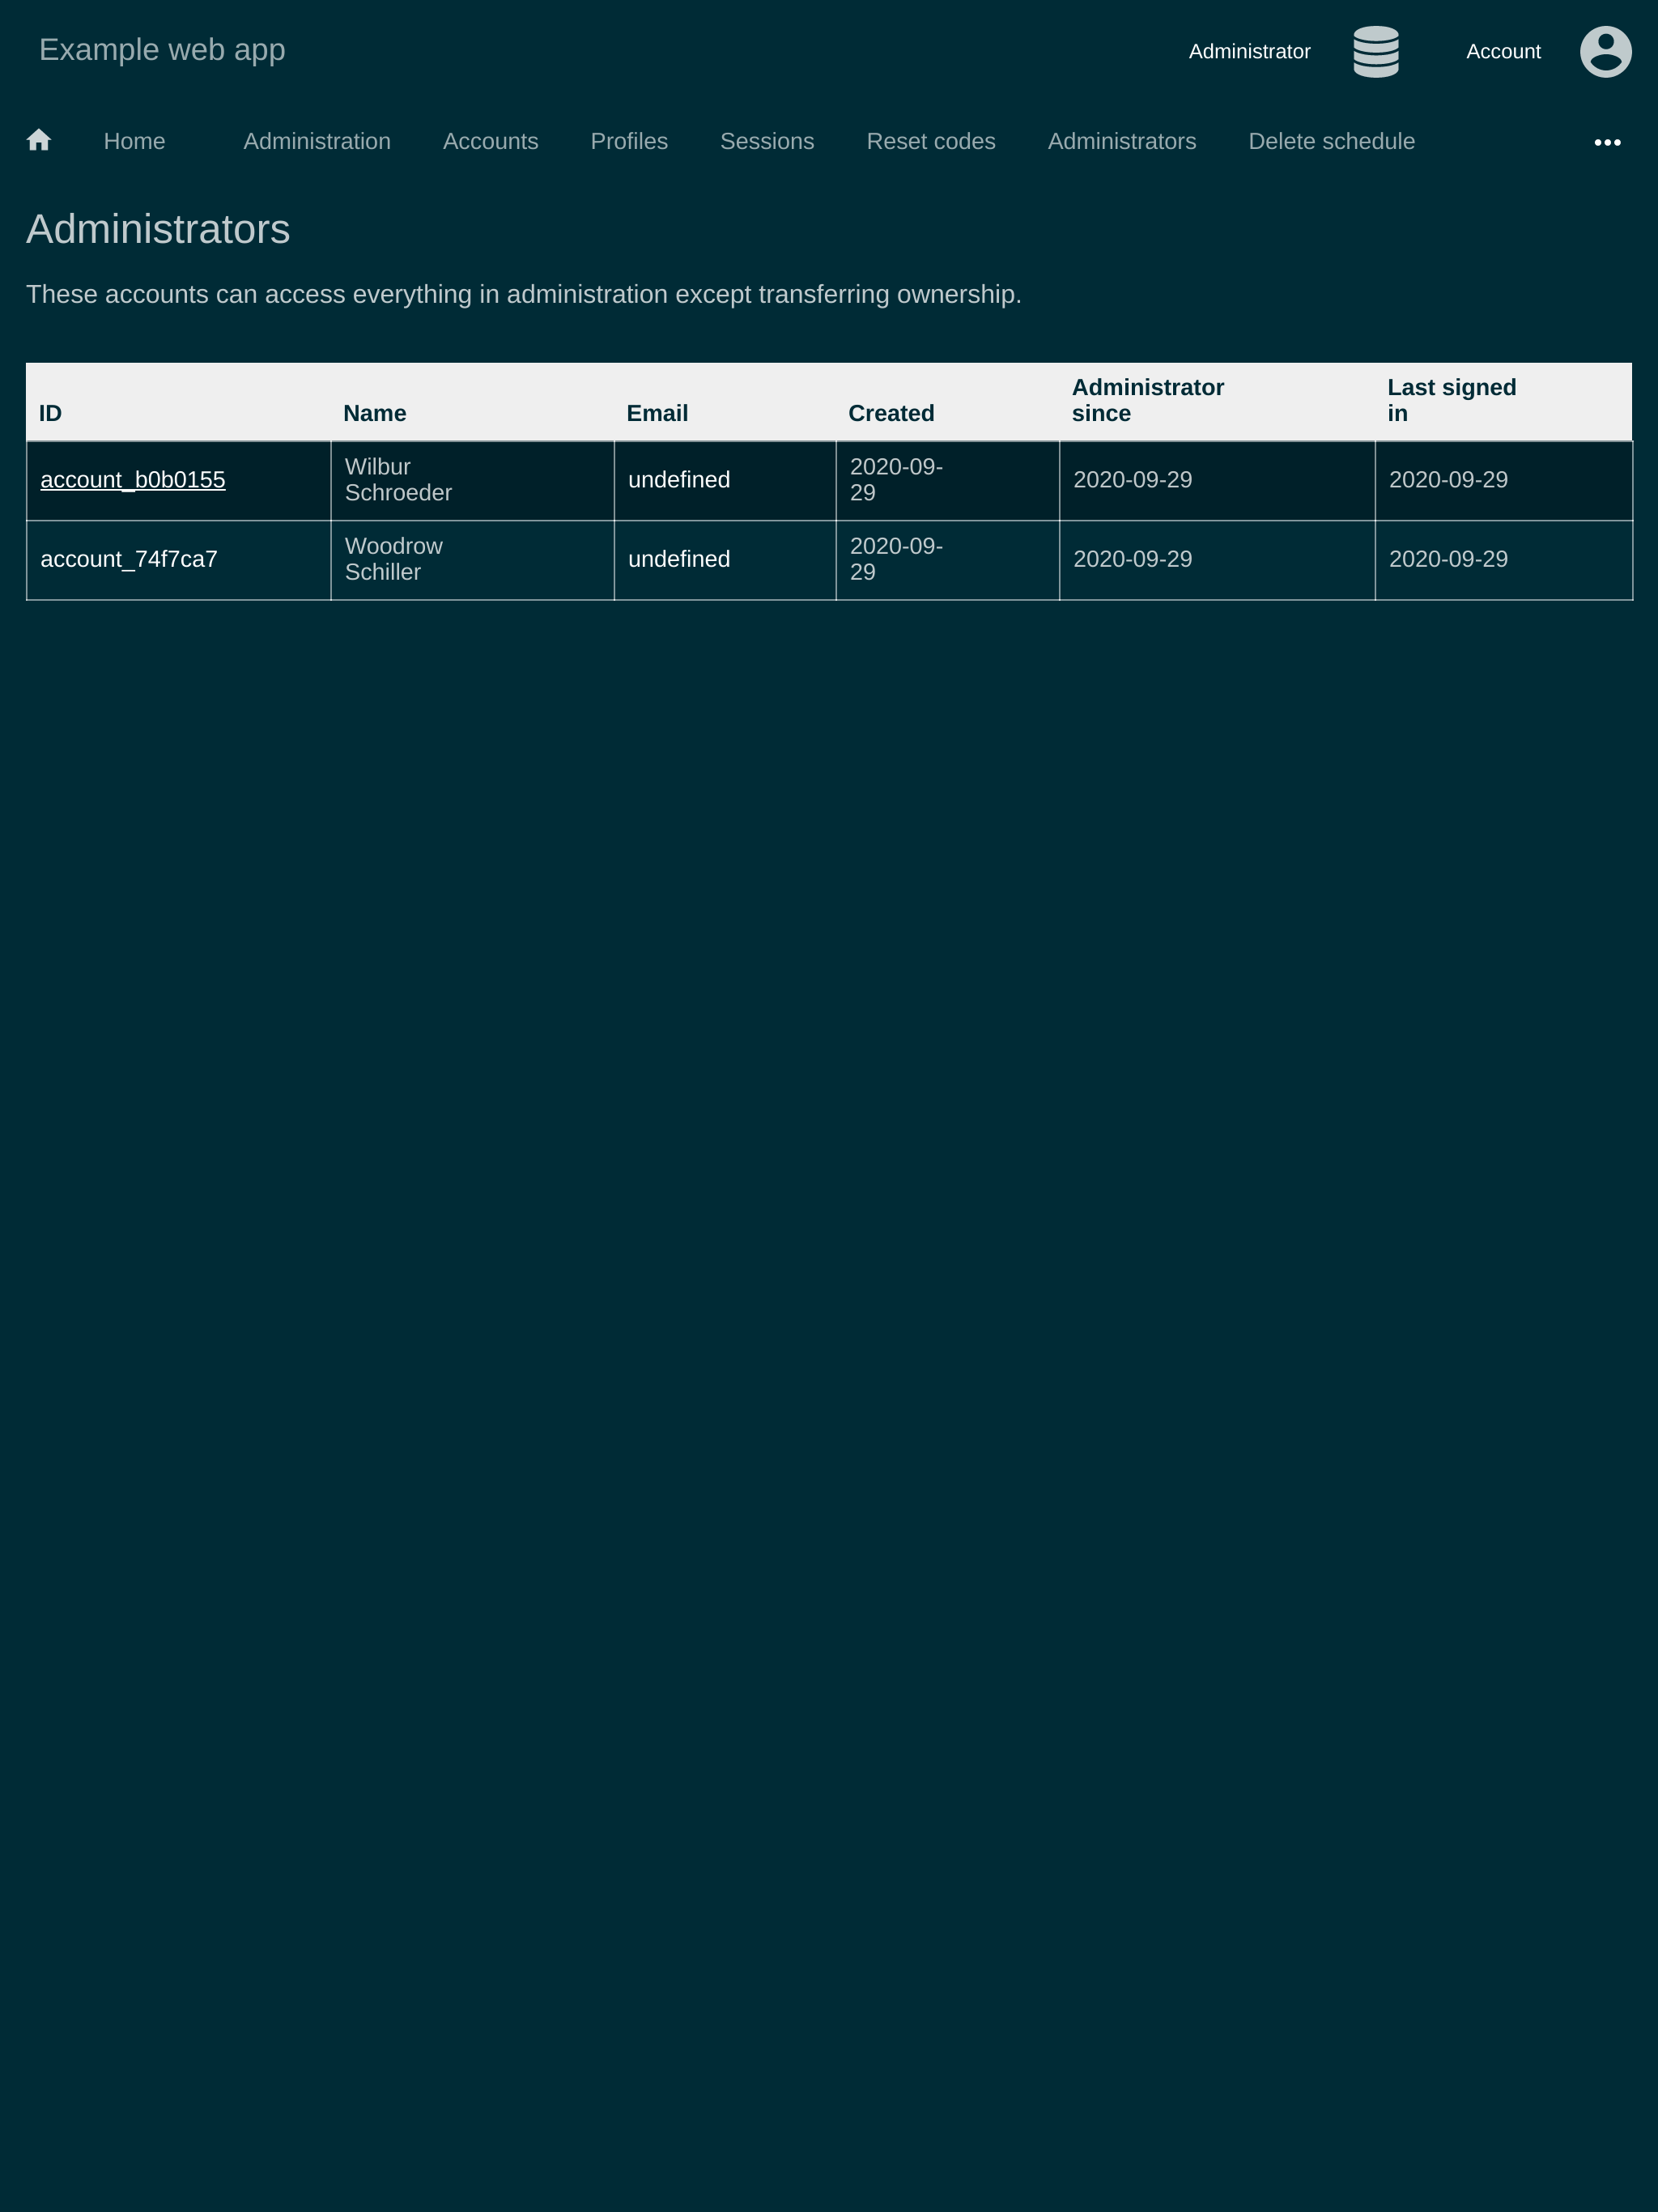 Example web app
Administrator
Account
Home Administration Accounts Profiles Sessions Reset codes Administrators Delete schedule •••
Administrators
These accounts can access everything in administration except transferring ownership.
ID Name Email Created Administrator since Last signed in
account_b0b0155 Wilbur Schroeder undefined 2020-09-29 2020-09-29 2020-09-29
account_74f7ca7 Woodrow Schiller undefined 2020-09-29 2020-09-29 2020-09-29